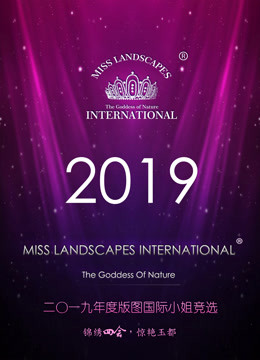 MISS LANDSCAPES
®
The Goddess of Nature
INTERNATIONAL
2019
MISS LANDSCAPES INTERNATIONAL®
The Goddess Of Nature
二〇一九年度版图国际小姐竞选
锦绣四会，惊艳玉都